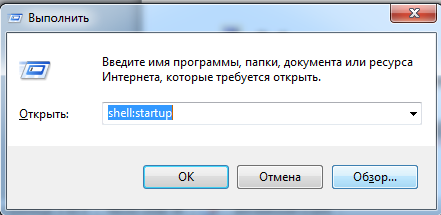 Выполнить
Введите имя программы, папки, документа или ресурса
Интернета, которые требуется открыть.
Открыть: shell:startup
OK Отмена Обзор...